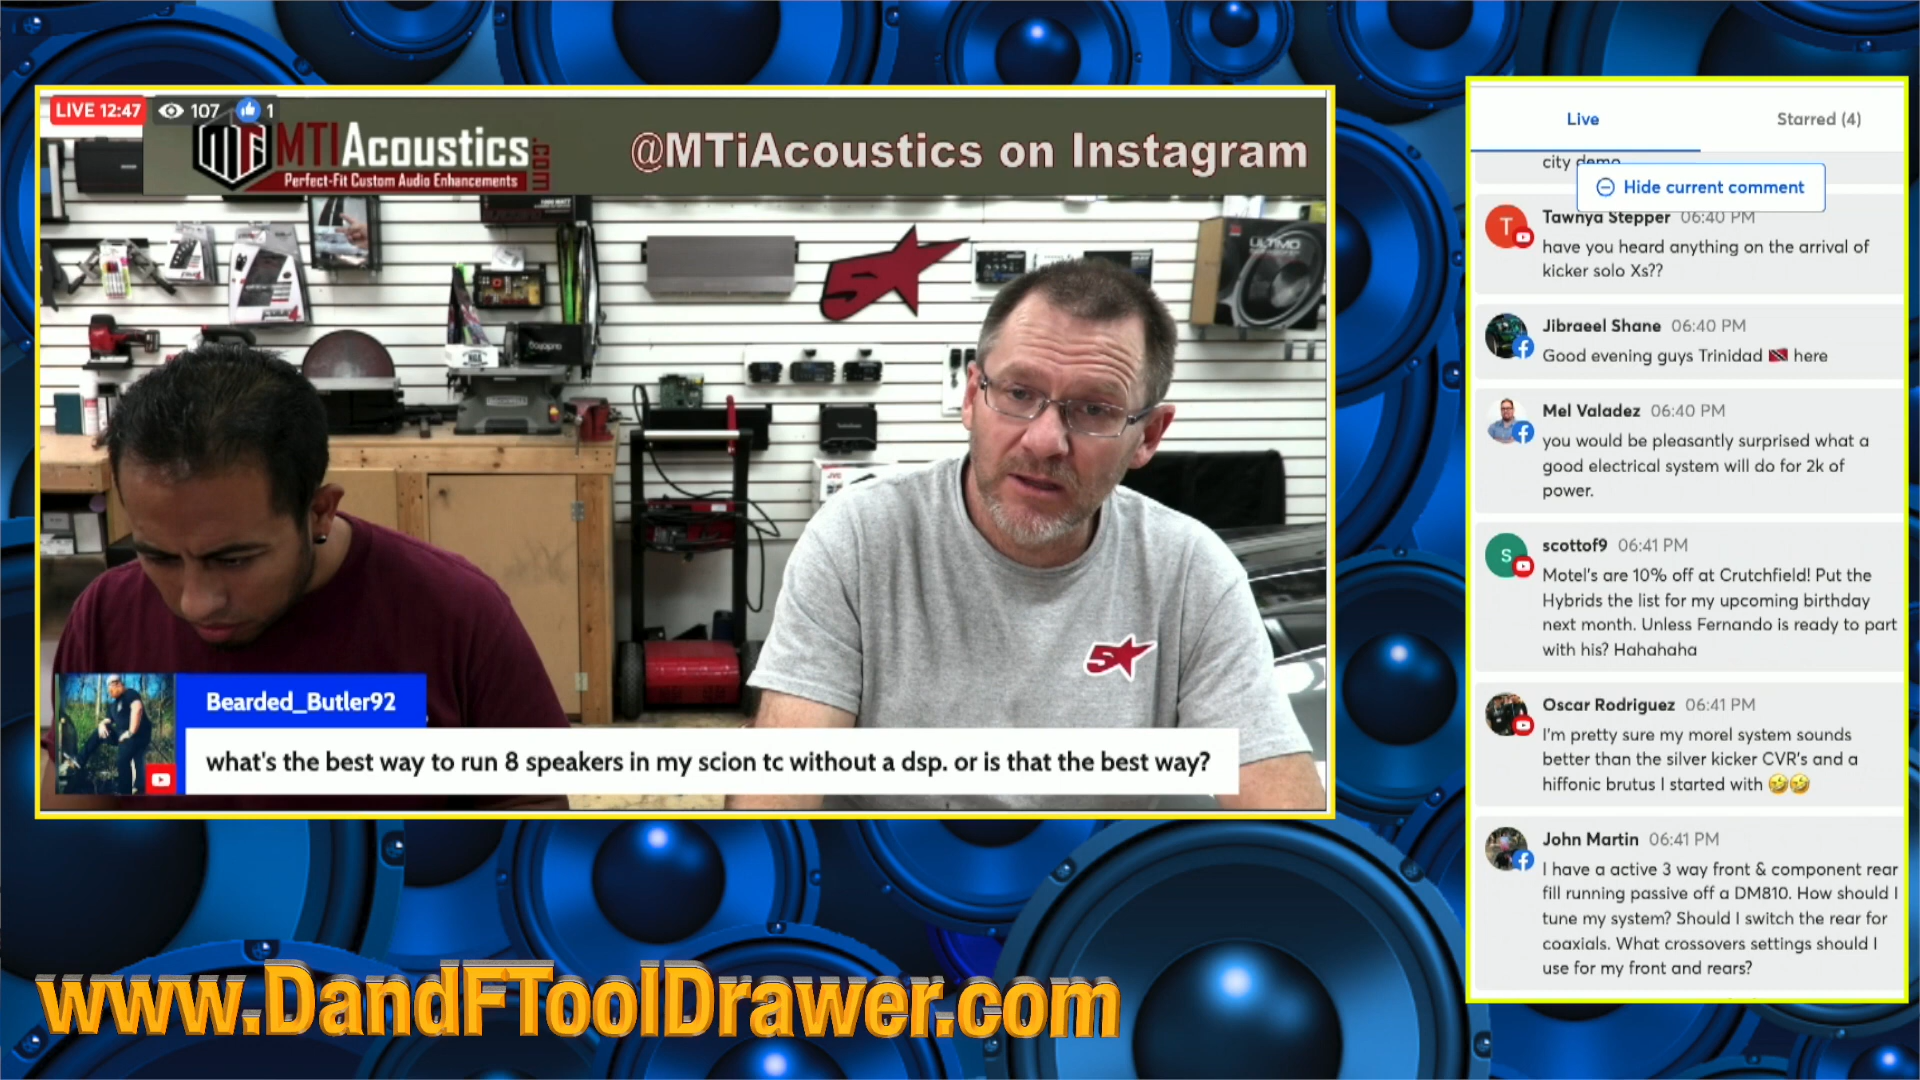 LIVE 12:47 107 1
MTIAcoustics.com
Perfect-Fit Custom Audio Enhancements
@MTiAcoustics on Instagram
ULTIMO
JVC
Bearded_Butler92
what's the best way to run 8 speakers in my scion tc without a dsp. or is that the best way?
www.DandFToolDrawer.com
Live
Starred (4)
city demo
Hide current comment
T
Tawnya Stepper 06:40 PM
have you heard anything on the arrival of
kicker solo Xs??
Jibraeel Shane 06:40 PM
Good evening guys Trinidad 🇹🇹 here
Mel Valadez 06:40 PM
you would be pleasantly surprised what a
good electrical system will do for 2k of
power.
S
scottof9 06:41 PM
Motel's are 10% off at Crutchfield! Put the
Hybrids the list for my upcoming birthday
next month. Unless Fernando is ready to part
with his? Hahahaha
Oscar Rodriguez 06:41 PM
I'm pretty sure my morel system sounds
better than the silver kicker CVR's and a
hiffonic brutus I started with 🤣🤣
John Martin 06:41 PM
I have a active 3 way front & component rear
fill running passive off a DM810. How should I
tune my system? Should I switch the rear for
coaxials. What crossovers settings should I
use for my front and rears?